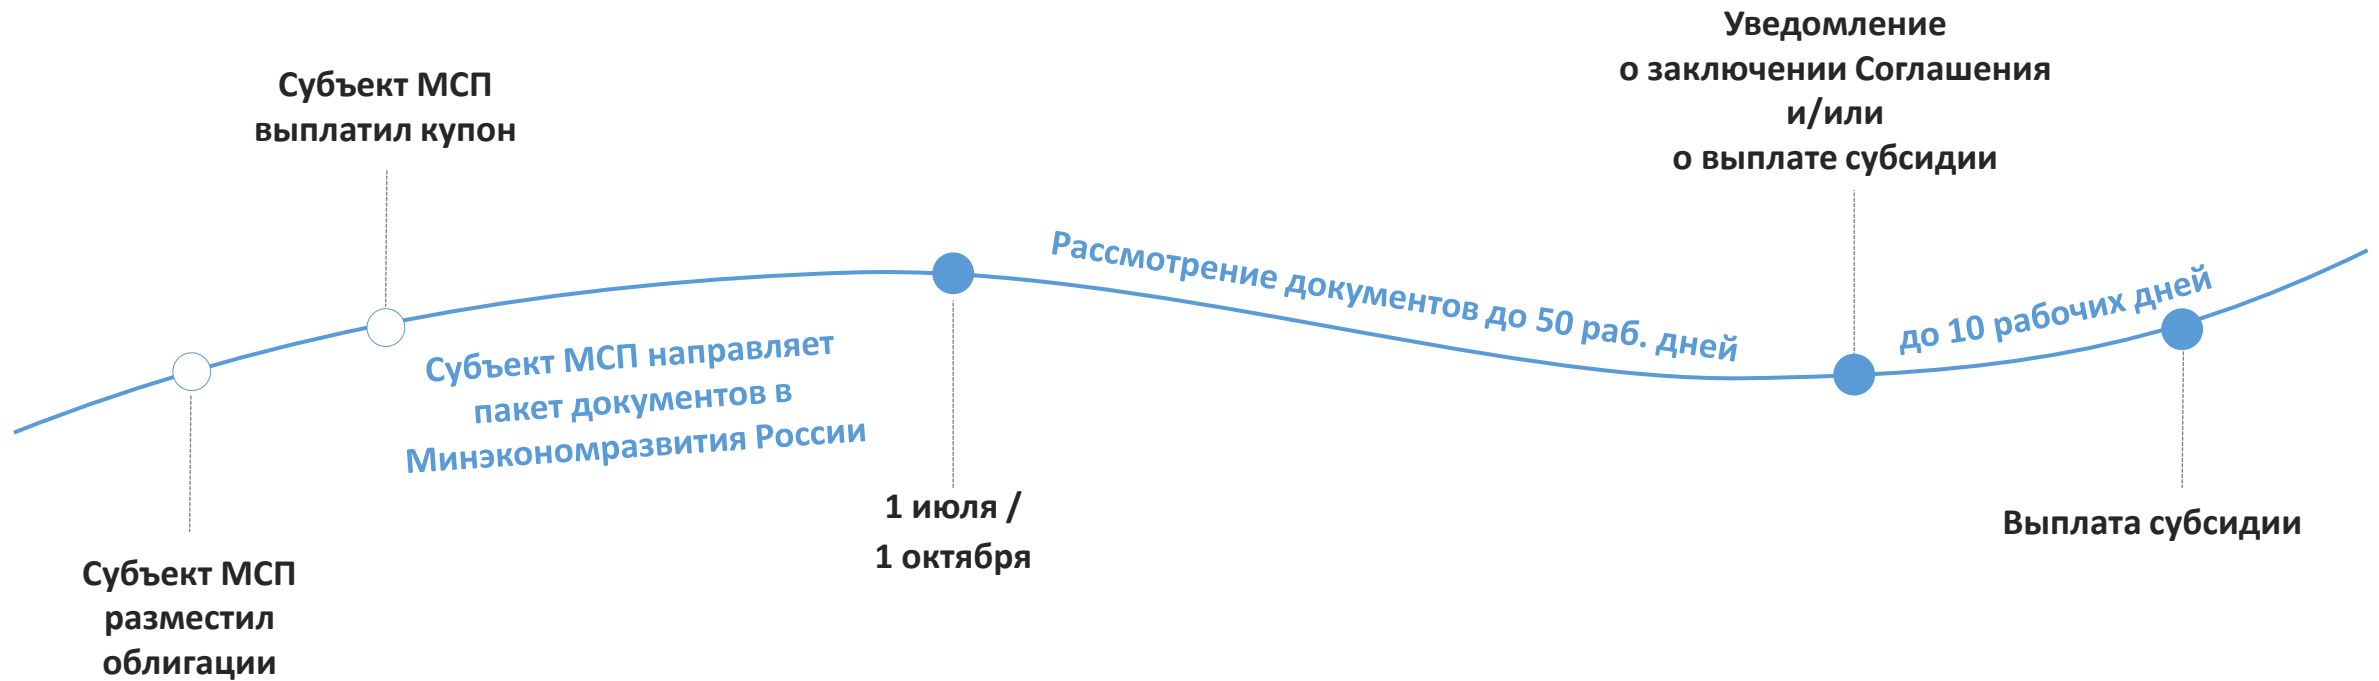 Субъект МСП
разместил
облигации
Субъект МСП
выплатил купон
Субъект МСП направляет
пакет документов в
Минэкономразвития России
1 июля /
1 октября
Рассмотрение документов до 50 раб. дней
Уведомление
о заключении Соглашения
и/или
о выплате субсидии
до 10 рабочих дней
Выплата субсидии